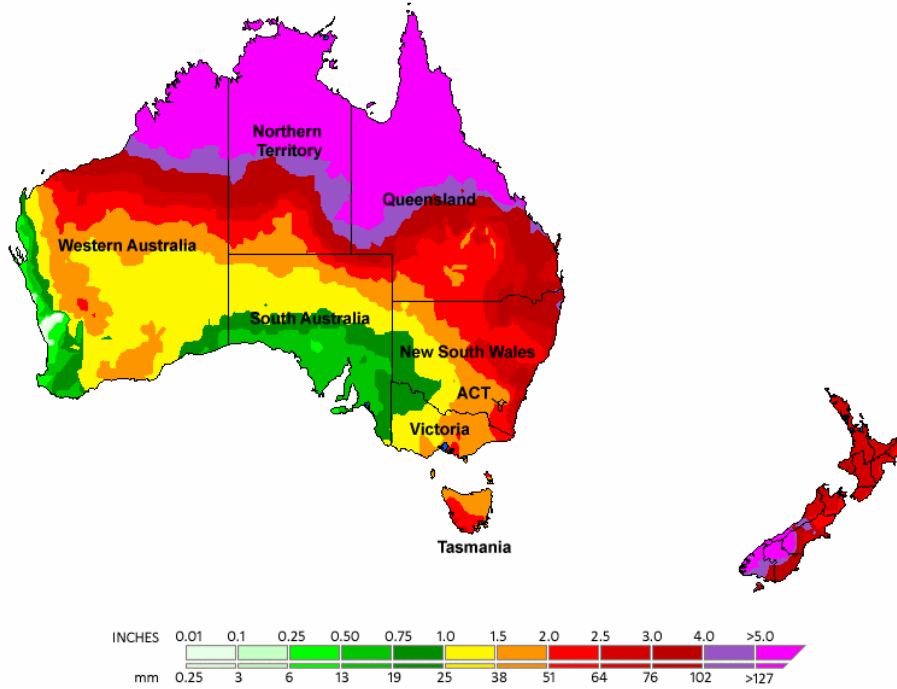 Northern
Territory
Queensland
Western Australia
South Australia
New South Wales
ACT
Victoria
Tasmania
INCHES 0.01 0.1 0.25 0.50 0.75 1.0 1.5 2.0 2.5 3.0 4.0 >5.0
mm 0.25 3 6 13 19 25 38 51 64 76 102 >127